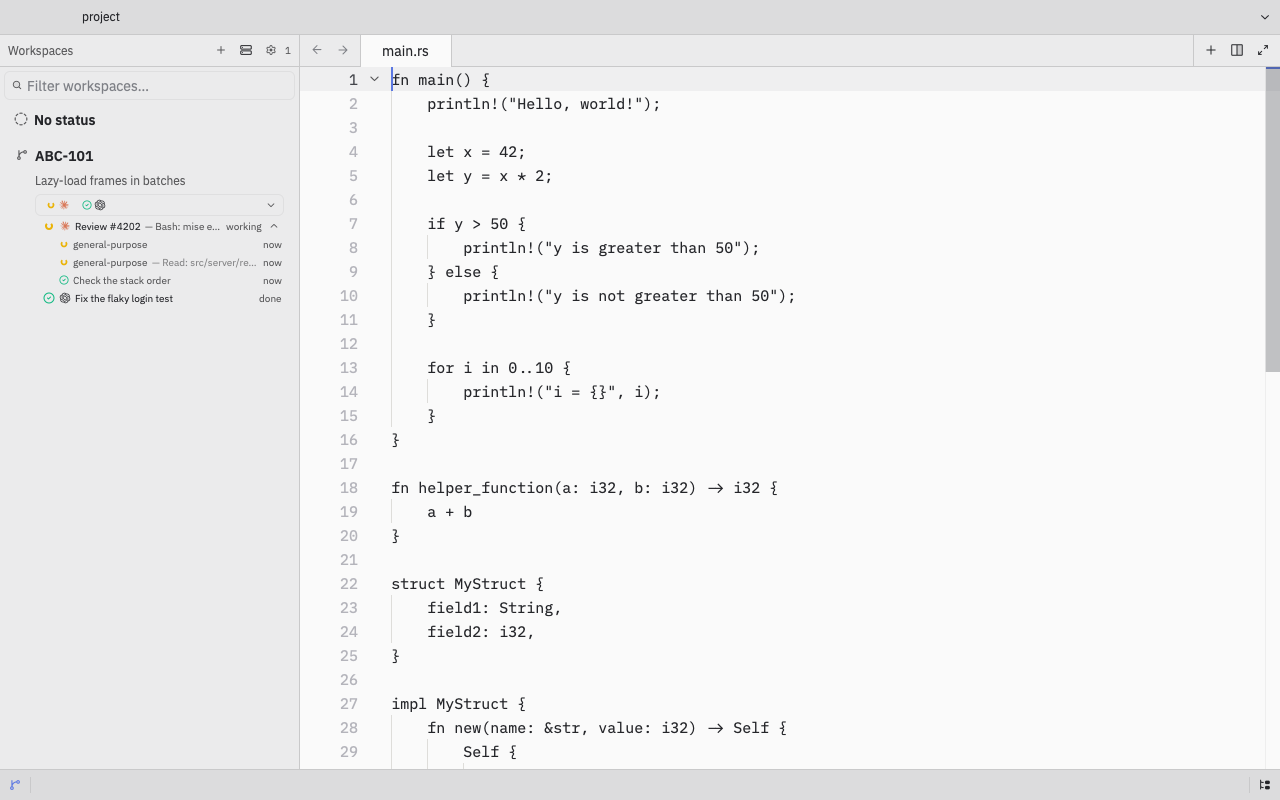 project
Workspaces
1
main.rs
Filter workspaces...
No status
ABC-101
Lazy-load frames in batches
Review #4202 — Bash: mise e... working
general-purpose now
general-purpose — Read: src/server/re... now
Check the stack order now
Fix the flaky login test done
1 fn main() {
2 println!("Hello, world!");
3
4 let x = 42;
5 let y = x * 2;
6
7 if y > 50 {
8 println!("y is greater than 50");
9 } else {
10 println!("y is not greater than 50");
11 }
12
13 for i in 0..10 {
14 println!("i = {}", i);
15 }
16 }
17
18 fn helper_function(a: i32, b: i32) -> i32 {
19 a + b
20 }
21
22 struct MyStruct {
23 field1: String,
24 field2: i32,
25 }
26
27 impl MyStruct {
28 fn new(name: &str, value: i32) -> Self {
29 Self {